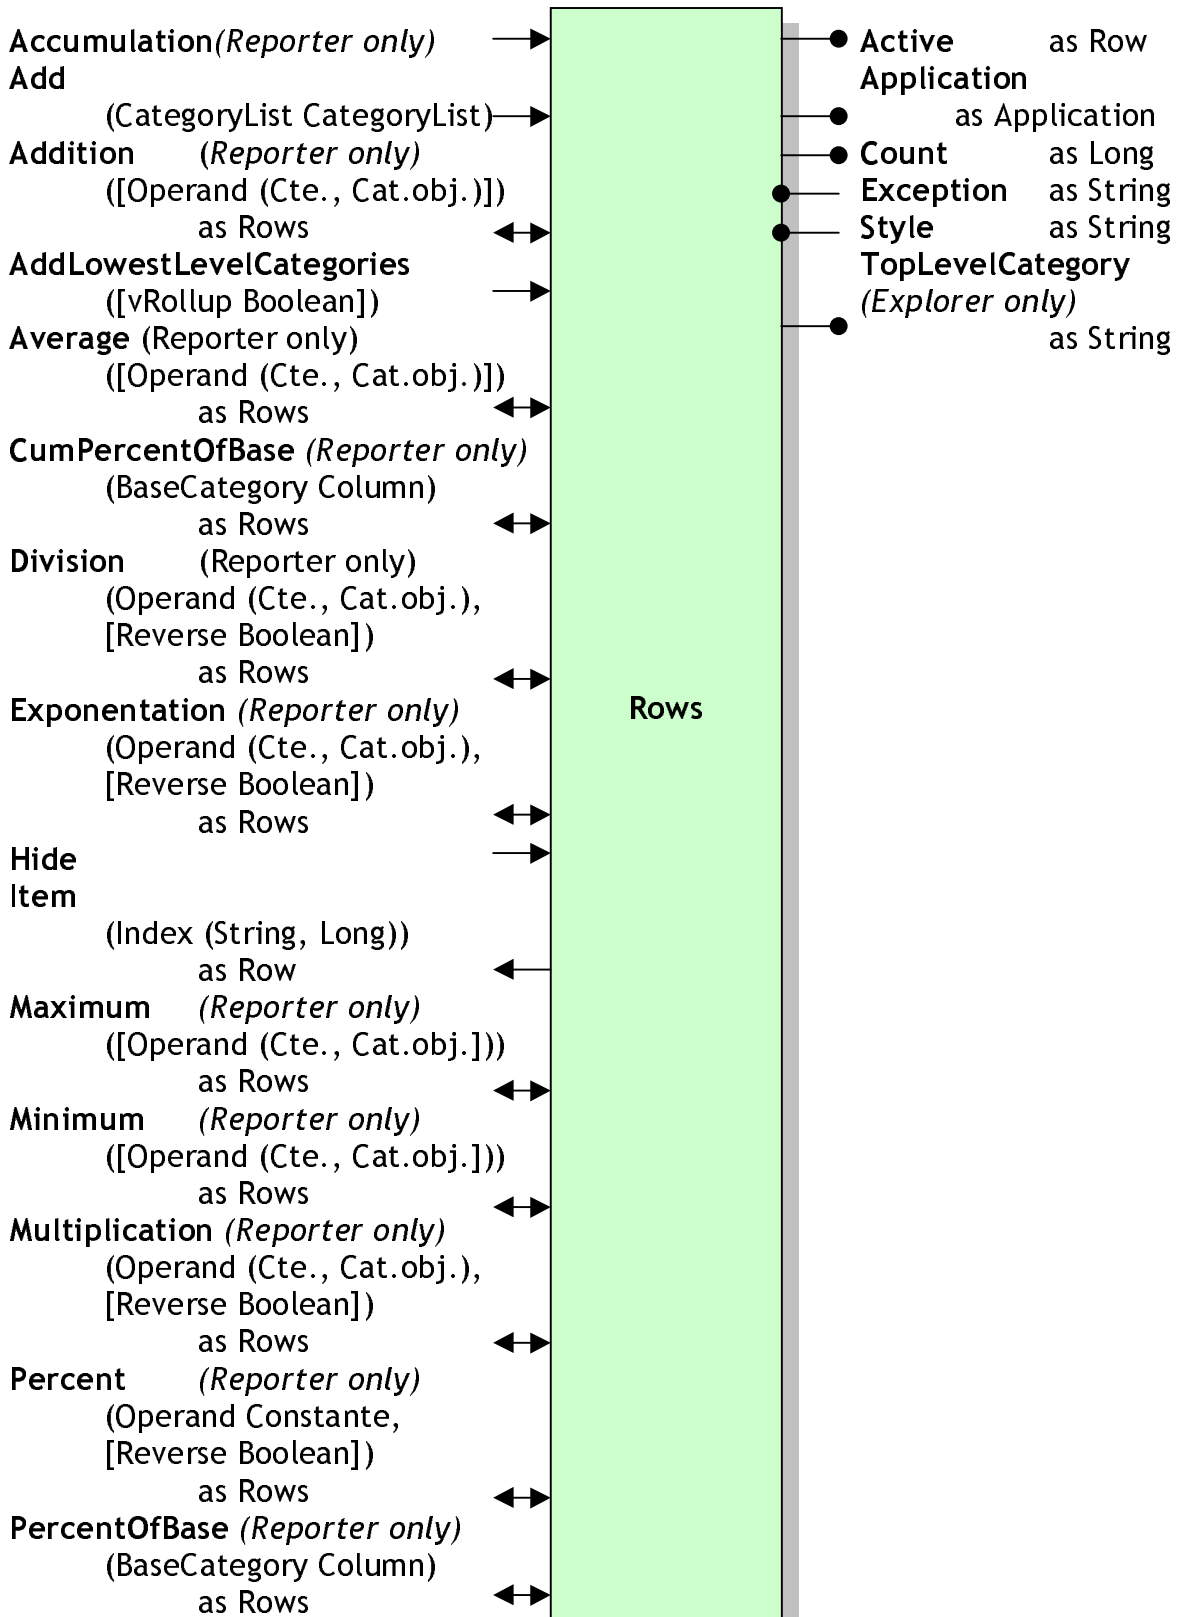 Accumulation(Reporter only)
Add
(CategoryList CategoryList)
Addition (Reporter only)
([Operand (Cte., Cat.obj.)])
as Rows
AddLowestLevelCategories
([vRollup Boolean])
Average (Reporter only)
([Operand (Cte., Cat.obj.)])
as Rows
CumPercentOfBase (Reporter only)
(BaseCategory Column)
as Rows
Division (Reporter only)
(Operand (Cte., Cat.obj.),
[Reverse Boolean])
as Rows
Exponentation (Reporter only)
(Operand (Cte., Cat.obj.),
[Reverse Boolean])
as Rows
Hide
Item
(Index (String, Long))
as Row
Maximum (Reporter only)
([Operand (Cte., Cat.obj.]))
as Rows
Minimum (Reporter only)
([Operand (Cte., Cat.obj.]))
as Rows
Multiplication (Reporter only)
(Operand (Cte., Cat.obj.),
[Reverse Boolean])
as Rows
Percent (Reporter only)
(Operand Constante,
[Reverse Boolean])
as Rows
PercentOfBase (Reporter only)
(BaseCategory Column)
as Rows
Rows
Active as Row
Application
as Application
Count as Long
Exception as String
Style as String
TopLevelCategory
(Explorer only)
as String